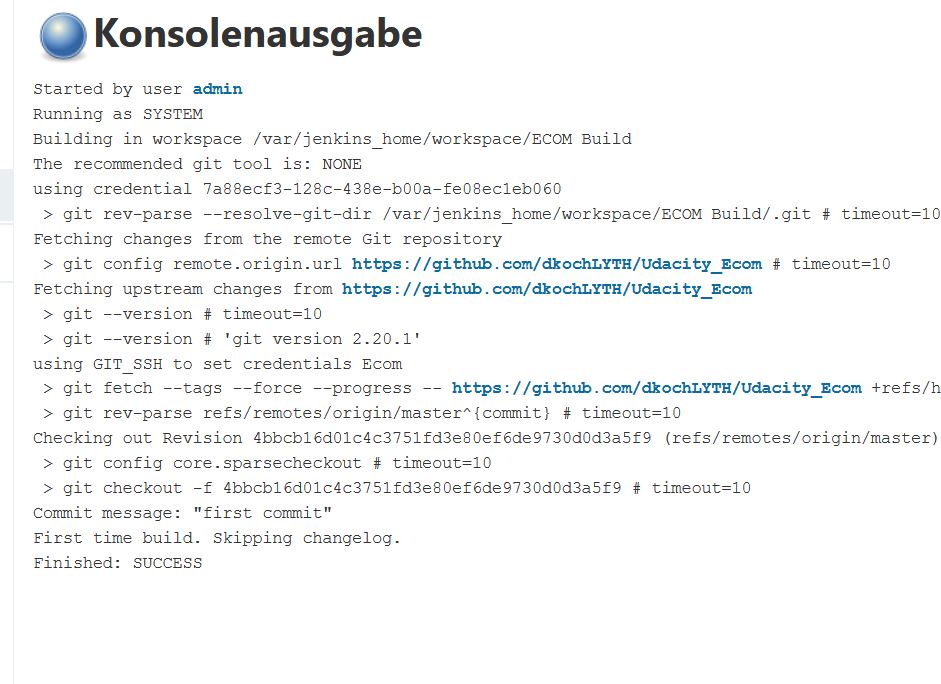 Konsolenausgabe
Started by user admin
Running as SYSTEM
Building in workspace /var/jenkins_home/workspace/ECOM Build
The recommended git tool is: NONE
using credential 7a88ecf3-128c-438e-b00a-fe08ec1eb060
> git rev-parse --resolve-git-dir /var/jenkins_home/workspace/ECOM Build/.git # timeout=10
Fetching changes from the remote Git repository
> git config remote.origin.url https://github.com/dkochLYTH/Udacity_Ecom # timeout=10
Fetching upstream changes from https://github.com/dkochLYTH/Udacity_Ecom
> git --version # timeout=10
> git --version # 'git version 2.20.1'
using GIT_SSH to set credentials Ecom
> git fetch --tags --force --progress -- https://github.com/dkochLYTH/Udacity_Ecom +refs/h
> git rev-parse refs/remotes/origin/master^{commit} # timeout=10
Checking out Revision 4bbcb16d01c4c3751fd3e80ef6de9730d0d3a5f9 (refs/remotes/origin/master)
> git config core.sparsecheckout # timeout=10
> git checkout -f 4bbcb16d01c4c3751fd3e80ef6de9730d0d3a5f9 # timeout=10
Commit message: "first commit"
First time build. Skipping changelog.
Finished: SUCCESS